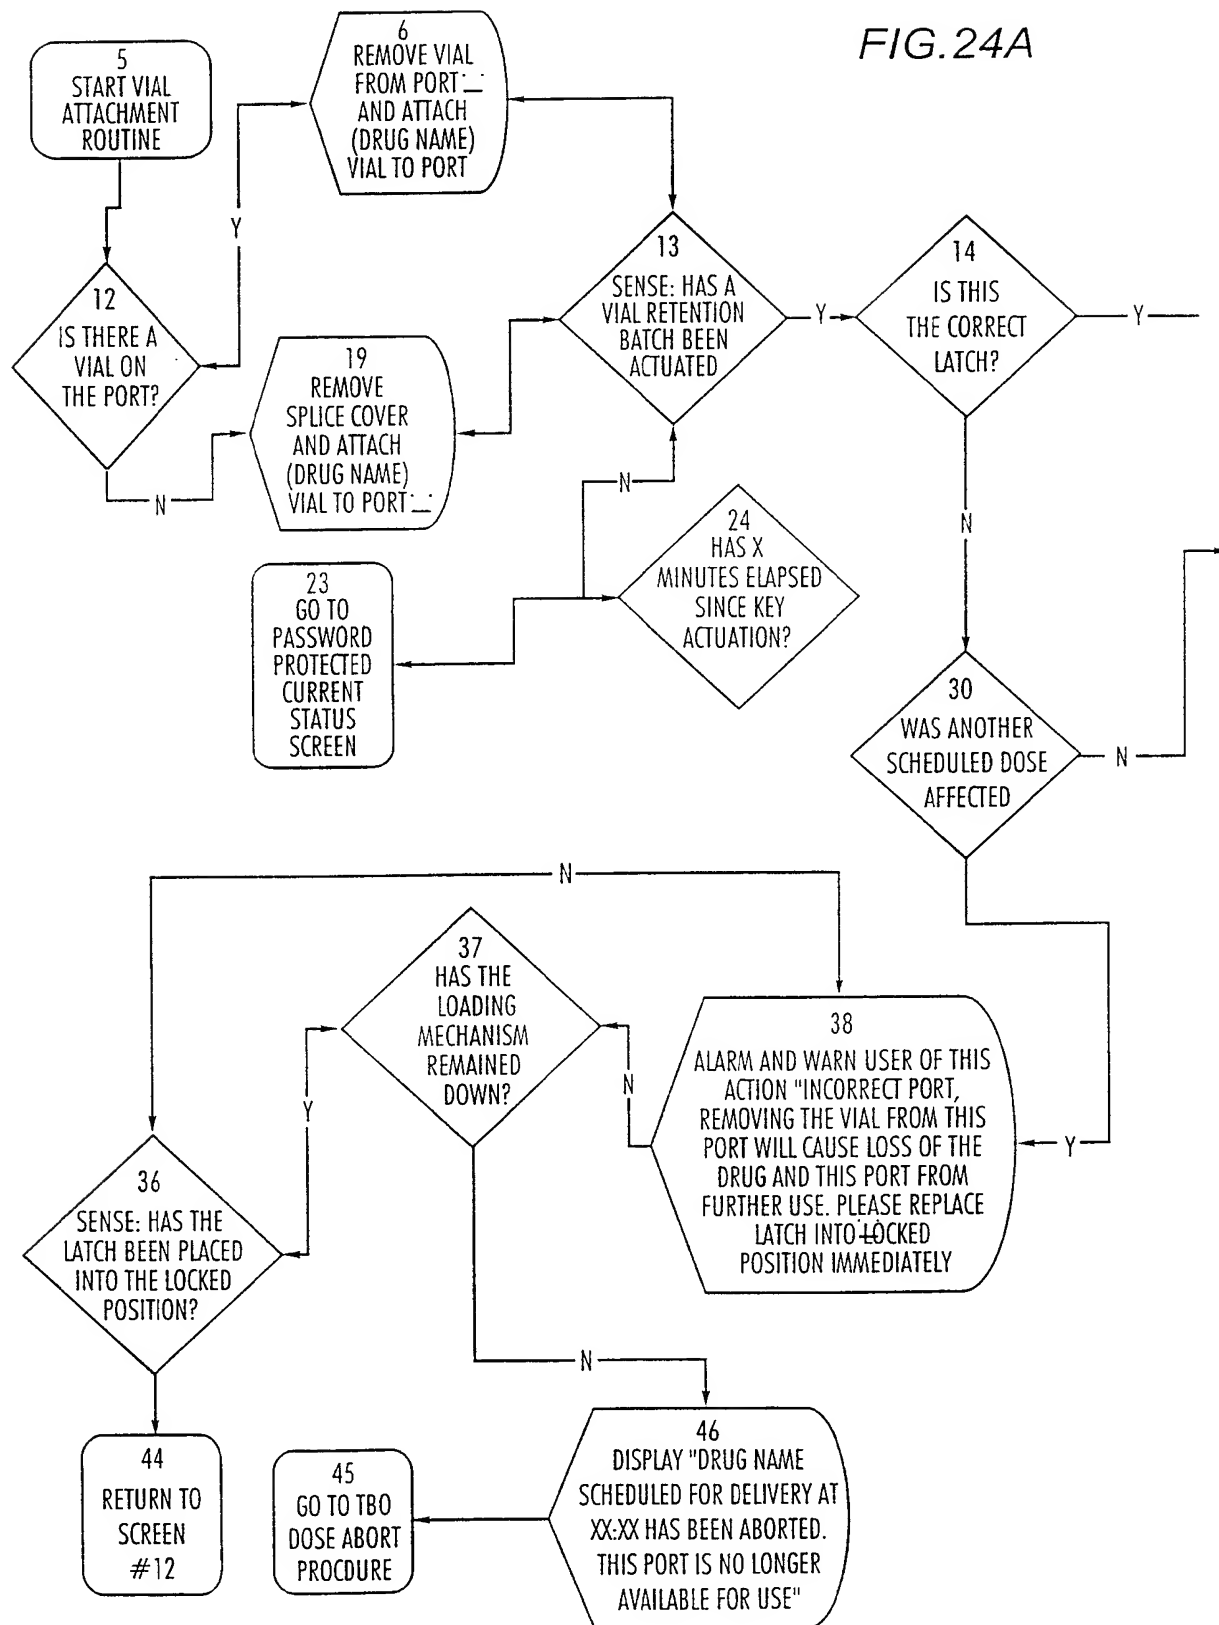 FIG.24A
5
START VIAL
ATTACHMENT
ROUTINE
6
REMOVE VIAL
FROM PORT __
AND ATTACH
(DRUG NAME)
VIAL TO PORT
Y
12
IS THERE A
VIAL ON
THE PORT?
N
19
REMOVE
SPLICE COVER
AND ATTACH
(DRUG NAME)
VIAL TO PORT __
13
SENSE: HAS A
VIAL RETENTION
BATCH BEEN
ACTUATED
Y
14
IS THIS
THE CORRECT
LATCH?
Y
N
N
24
HAS X
MINUTES ELAPSED
SINCE KEY
ACTUATION?
23
GO TO
PASSWORD
PROTECTED
CURRENT
STATUS
SCREEN
30
WAS ANOTHER
SCHEDULED DOSE
AFFECTED
N
N
37
HAS THE
LOADING
MECHANISM
REMAINED
DOWN?
Y
N
38
ALARM AND WARN USER OF THIS
ACTION "INCORRECT PORT,
REMOVING THE VIAL FROM THIS
PORT WILL CAUSE LOSS OF THE
DRUG AND THIS PORT FROM
FURTHER USE. PLEASE REPLACE
LATCH INTO LOCKED
POSITION IMMEDIATELY
Y
36
SENSE: HAS THE
LATCH BEEN PLACED
INTO THE LOCKED
POSITION?
N
44
RETURN TO
SCREEN
#12
45
GO TO TBO
DOSE ABORT
PROCDURE
46
DISPLAY "DRUG NAME
SCHEDULED FOR DELIVERY AT
XX:XX HAS BEEN ABORTED.
THIS PORT IS NO LONGER
AVAILABLE FOR USE"